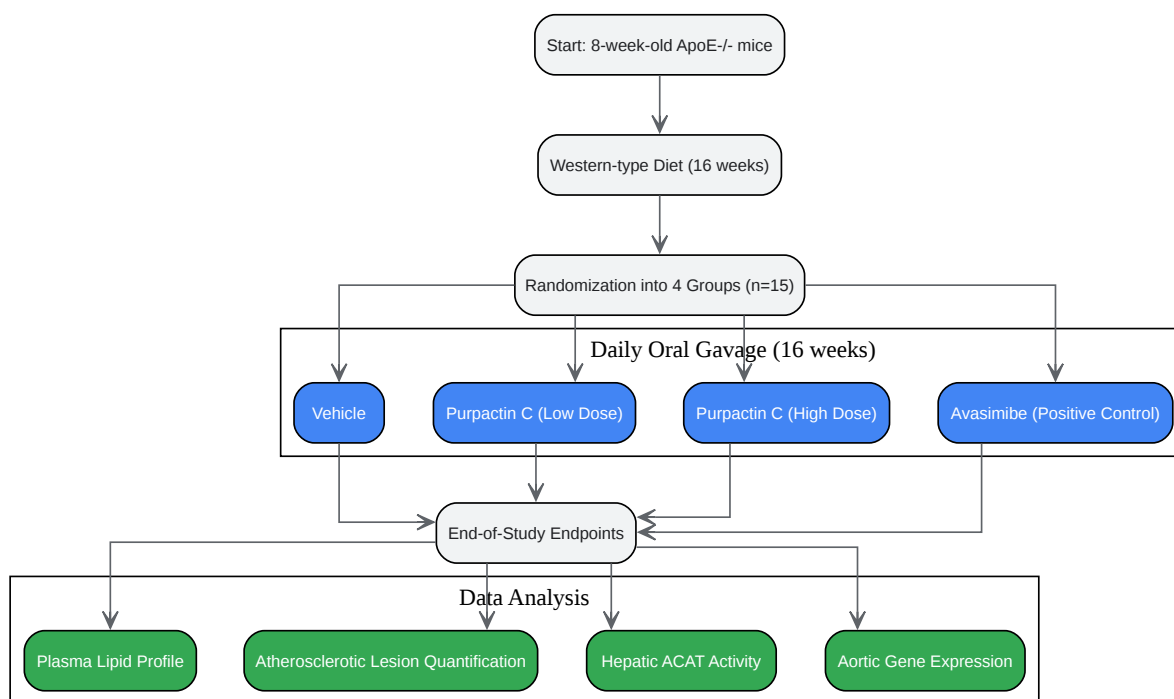 Start: 8-week-old ApoE-/- mice
Western-type Diet (16 weeks)
Randomization into 4 Groups (n=15)
Daily Oral Gavage (16 weeks)
Vehicle
Purpactin C (Low Dose)
Purpactin C (High Dose)
Avasimibe (Positive Control)
End-of-Study Endpoints
Data Analysis
Plasma Lipid Profile
Atherosclerotic Lesion Quantification
Hepatic ACAT Activity
Aortic Gene Expression